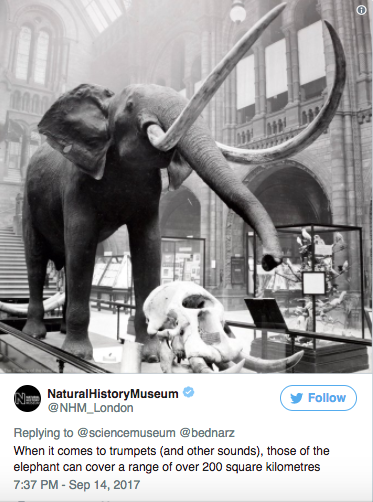 NaturalHistoryMuseum
@NHM_London
Follow
Replying to @sciencemuseum @bednarz
When it comes to trumpets (and other sounds), those of the
elephant can cover a range of over 200 square kilometres
7:37 PM - Sep 14, 2017